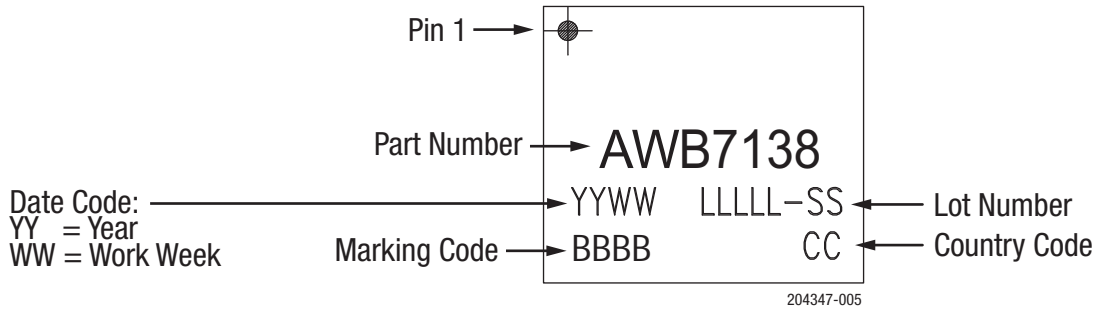 Pin 1
Part Number
AWB7138
Date Code:
YY = Year
WW = Work Week
YYWW LLLLL-SS
Lot Number
Marking Code
BBBB CC
Country Code
204347-005